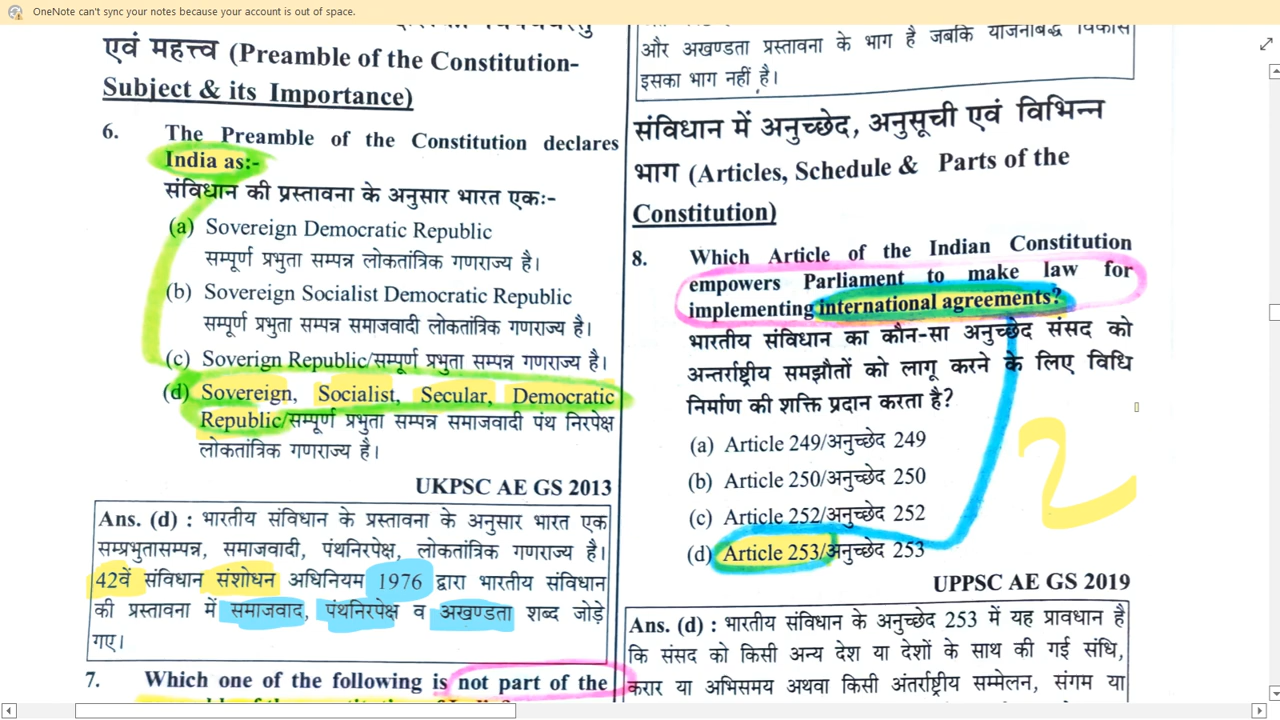 OneNote can't sync your notes because your account is out of space.
एवं महत्त्व (Preamble of the Constitution-
Subject & its Importance)
6. The Preamble of the Constitution declares
India as:-
संविधान की प्रस्तावना के अनुसार भारत एकः-
(a) Sovereign Democratic Republic
सम्पूर्ण प्रभुता सम्पन्न लोकतांत्रिक गणराज्य है।
(b) Sovereign Socialist Democratic Republic
सम्पूर्ण प्रभुता सम्पन्न समाजवादी लोकतांत्रिक गणराज्य है।
(c) Soverign Republic/सम्पूर्ण प्रभुता सम्पन्न गणराज्य है।
(d) Sovereign, Socialist, Secular, Democratic
Republic/सम्पूर्ण प्रभुता सम्पन्न समाजवादी पंथ निरपेक्ष
लोकतांत्रिक गणराज्य है।
UKPSC AE GS 2013
Ans. (d) : भारतीय संविधान के प्रस्तावना के अनुसार भारत एक
सम्प्रभुतासम्पन्न, समाजवादी, पंथनिरपेक्ष, लोकतांत्रिक गणराज्य है।
42वें संविधान संशोधन अधिनियम 1976 द्वारा भारतीय संविधान
की प्रस्तावना में समाजवाद, पंथनिरपेक्ष व अखण्डता शब्द जोड़े
गए।
7. Which one of the following is not part of the
और अखण्डता प्रस्तावना के भाग है जबकि योजनाबद्ध विकास
इसका भाग नहीं है।
संविधान में अनुच्छेद, अनुसूची एवं विभिन्न
भाग (Articles, Schedule & Parts of the
Constitution)
8. Which Article of the Indian Constitution
empowers Parliament to make law for
implementing international agreements?
भारतीय संविधान का कौन-सा अनुच्छेद संसद को
अन्तर्राष्ट्रीय समझौतों को लागू करने के लिए विधि
निर्माण की शक्ति प्रदान करता है?
(a) Article 249/अनुच्छेद 249
(b) Article 250/अनुच्छेद 250
(c) Article 252/अनुच्छेद 252
(d) Article 253/अनुच्छेद 253
UPPSC AE GS 2019
Ans. (d) : भारतीय संविधान के अनुच्छेद 253 में यह प्रावधान है
कि संसद को किसी अन्य देश या देशों के साथ की गई संधि,
करार या अभिसमय अथवा किसी अंतर्राष्ट्रीय सम्मेलन, संगम या
2